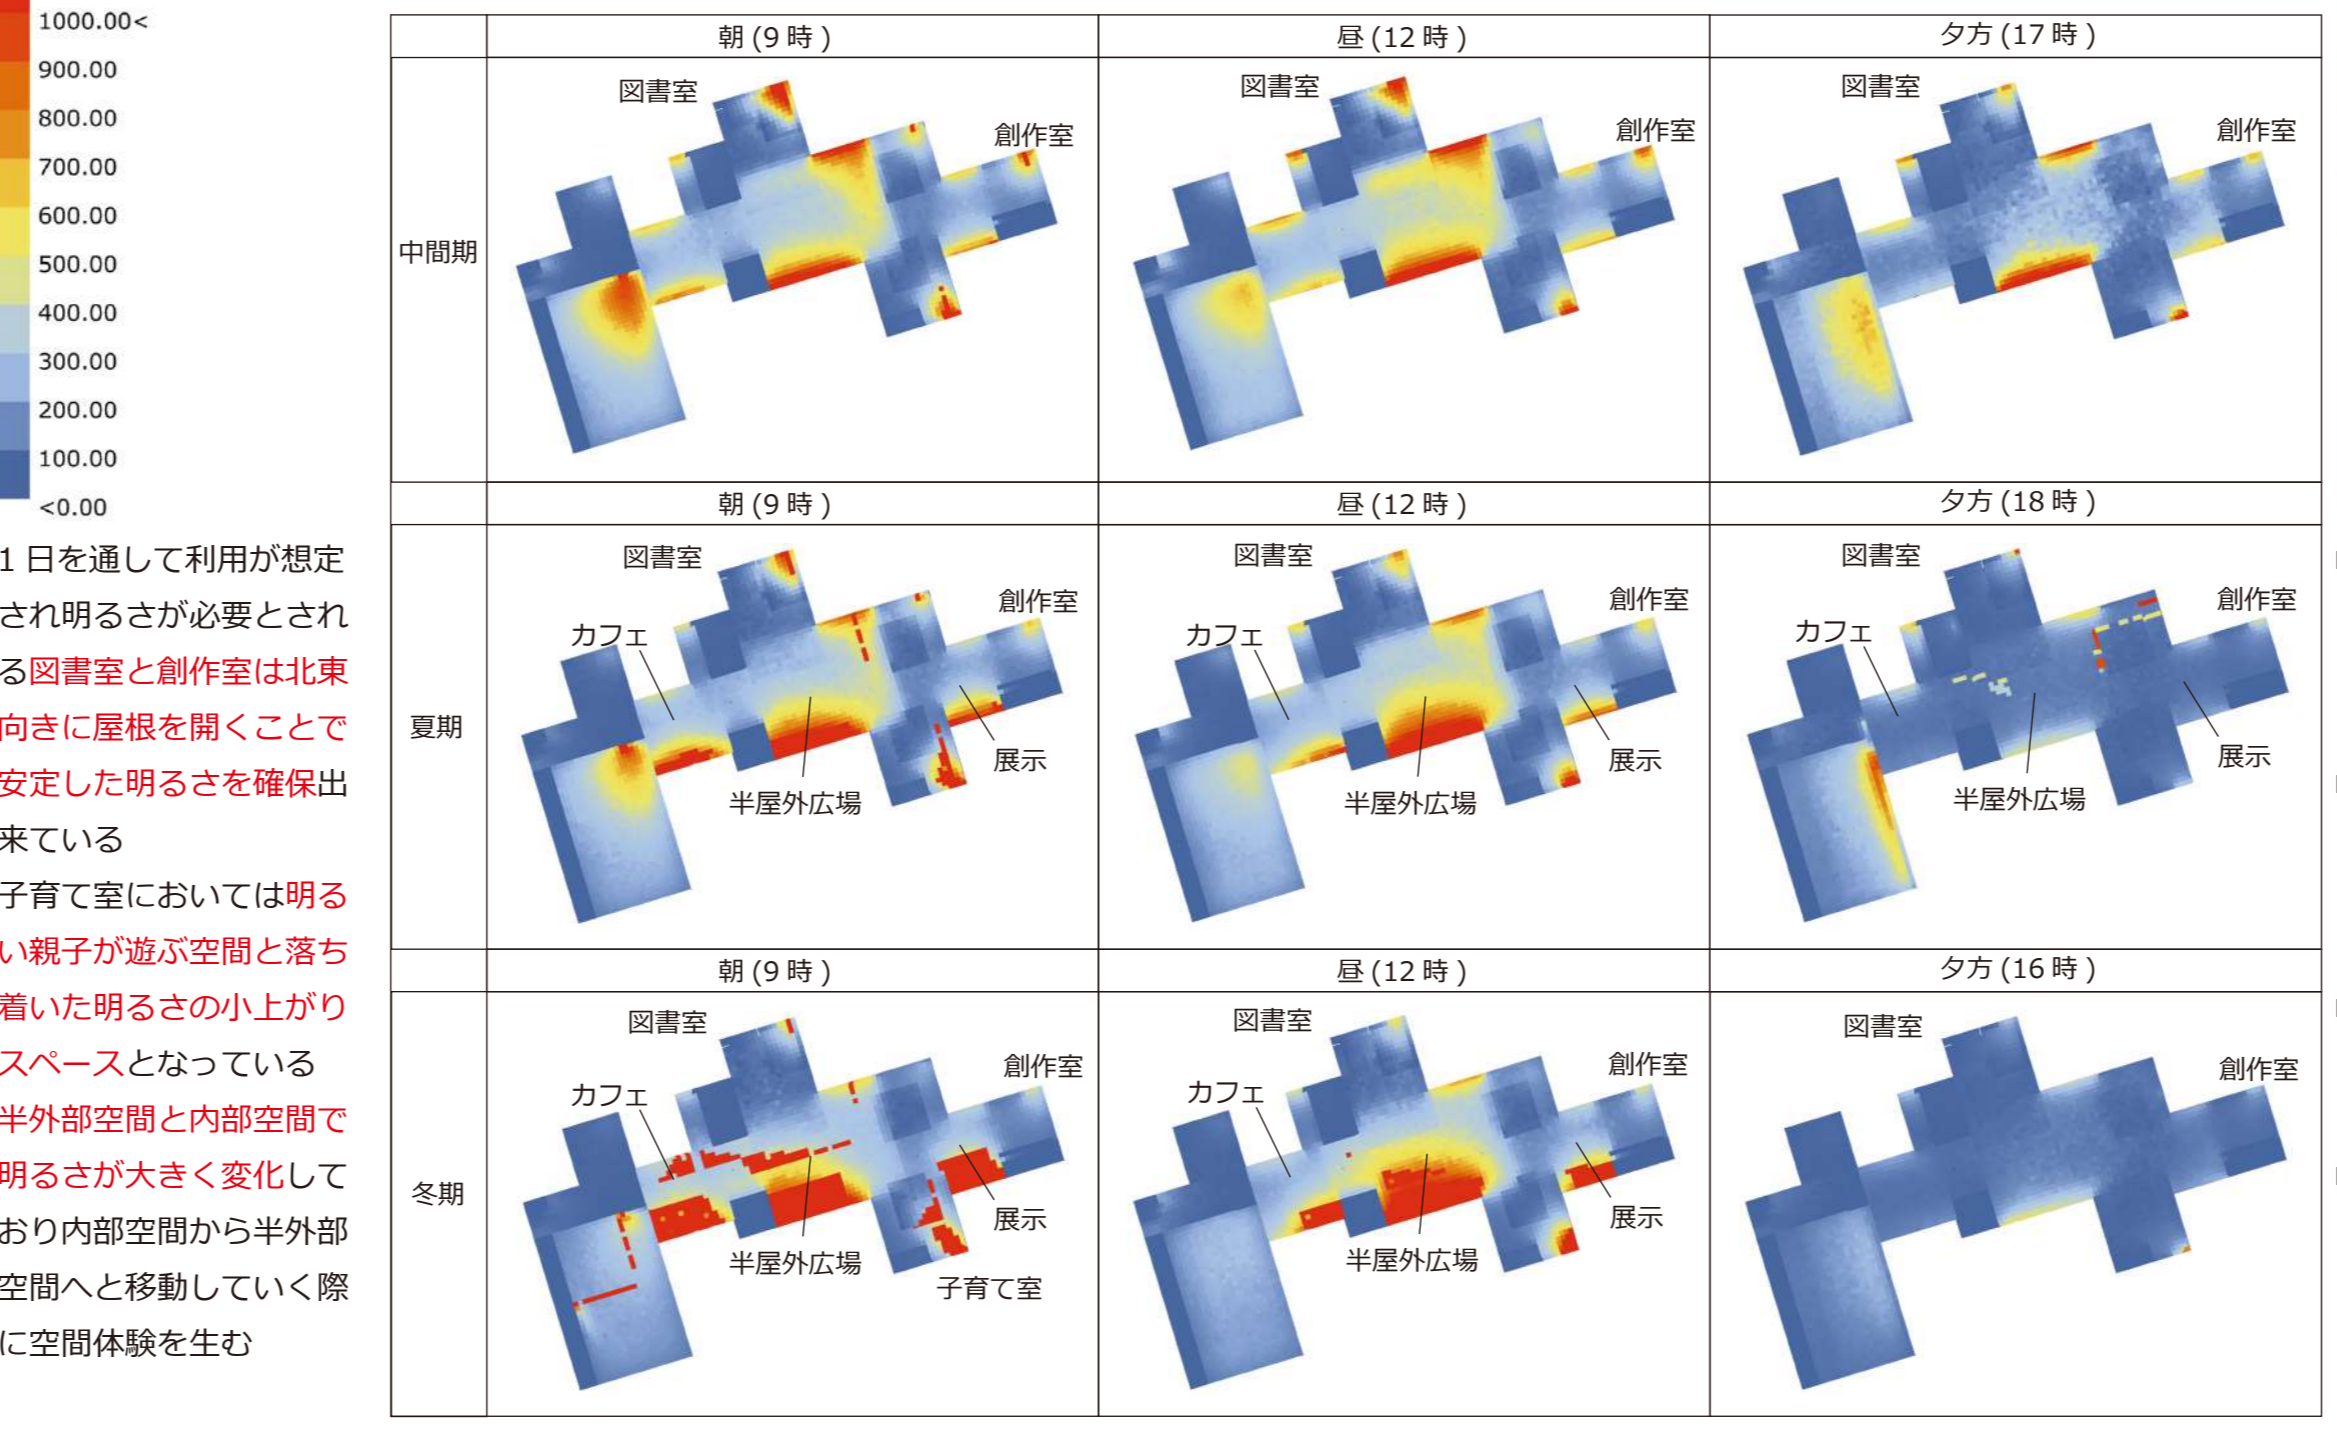 1000.00<
900.00
800.00
700.00
600.00
500.00
400.00
300.00
200.00
100.00
<0.00
1日を通して利用が想定
され明るさが必要とされ
る図書室と創作室は北東
向きに屋根を開くことで
安定した明るさを確保出
来ている
子育て室においては明る
い親子が遊ぶ空間と落ち
着いた明るさの小上がり
スペースとなっている
半外部空間と内部空間で
明るさが大きく変化して
おり内部空間から半外部
空間へと移動していく際
に空間体験を生む
朝(9時)
昼(12時)
夕方(17時)
中間期
図書室
創作室
図書室
創作室
図書室
創作室
朝(9時)
昼(12時)
夕方(18時)
夏期
図書室
創作室
カフェ
展示
半屋外広場
図書室
創作室
カフェ
展示
半屋外広場
図書室
創作室
カフェ
展示
半屋外広場
朝(9時)
昼(12時)
夕方(16時)
冬期
図書室
創作室
カフェ
展示
半屋外広場
子育て室
図書室
創作室
カフェ
展示
半屋外広場
図書室
創作室